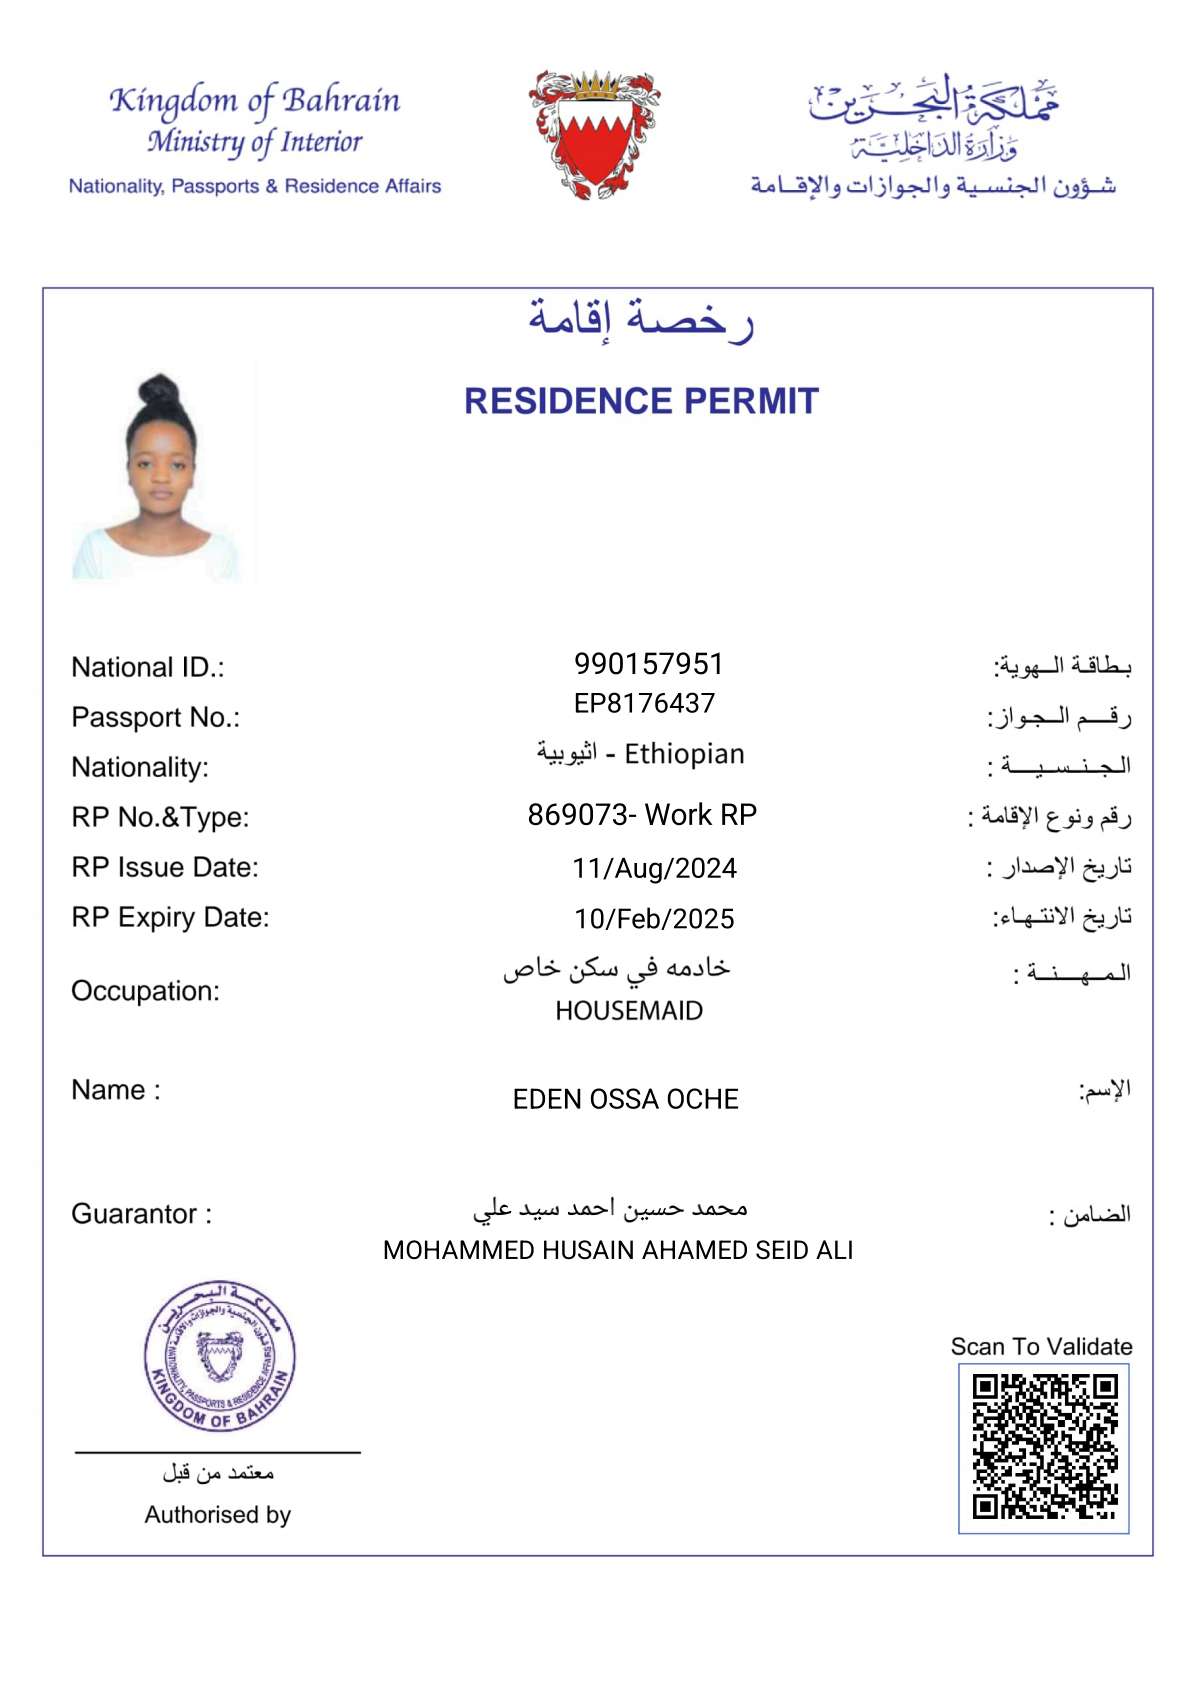 Kingdom of Bahrain
Ministry of Interior
Nationality, Passports & Residence Affairs
مملكة البحرين
وزارة الداخلية
شؤون الجنسية والجوازات والإقامة
رخصة إقامة
RESIDENCE PERMIT
National ID.: 990157951 بطاقة الهوية:
Passport No.: EP8176437 رقم الجواز:
Nationality: اثيوبية - Ethiopian الجنسية :
RP No.&Type: 869073- Work RP رقم ونوع الإقامة :
RP Issue Date: 11/Aug/2024 تاريخ الإصدار :
RP Expiry Date: 10/Feb/2025 تاريخ الانتهاء:
Occupation: خادمه في سكن خاص المهنة :
HOUSEMAID
Name : EDEN OSSA OCHE الإسم:
Guarantor : محمد حسين احمد سيد علي الضامن :
MOHAMMED HUSAIN AHAMED SEID ALI
مملكة البحرين
شؤون الجنسية والجوازات والإقامة
NATIONALITY, PASSPORTS & RESIDENCE AFFAIRS
KINGDOM OF BAHRAIN
معتمد من قبل
Authorised by
Scan To Validate